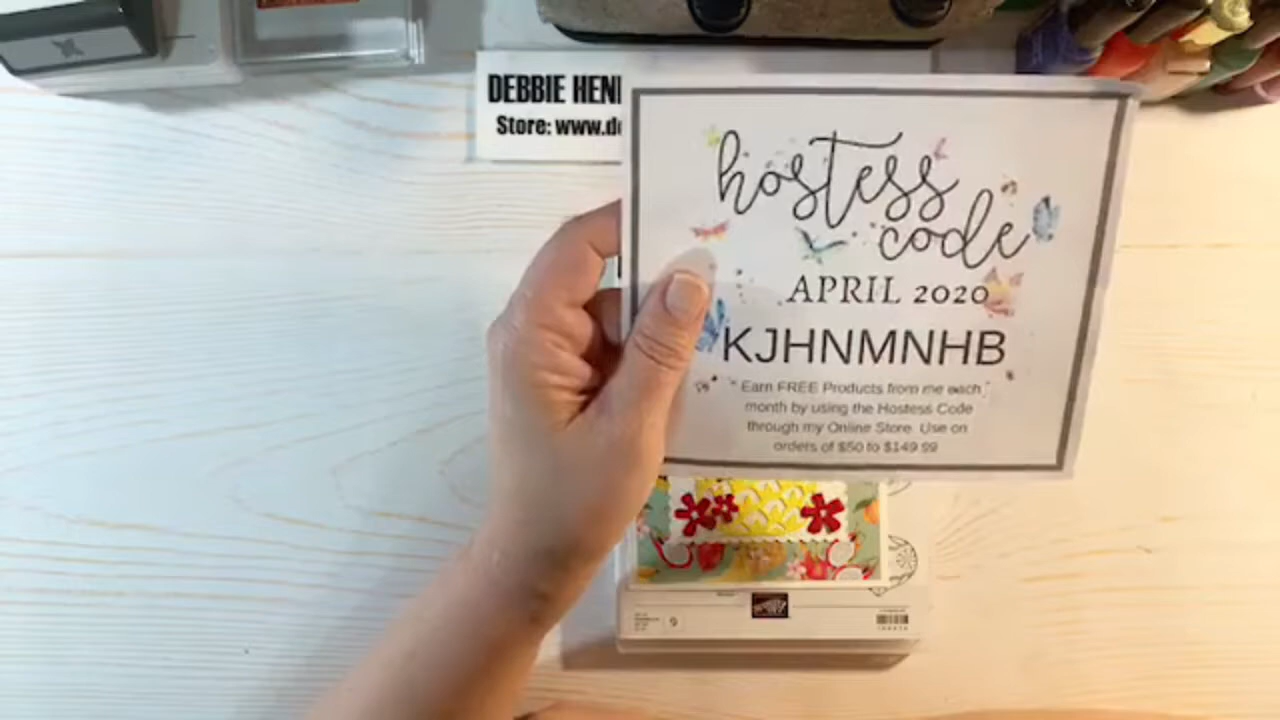 DEBBIE HEN
Store: www.d
hostess
code
APRIL 2020
KJHNMNHB
Earn FREE Products from me each
month by using the Hostess Code
through my Online Store. Use on
orders of $50 to $149.99
9